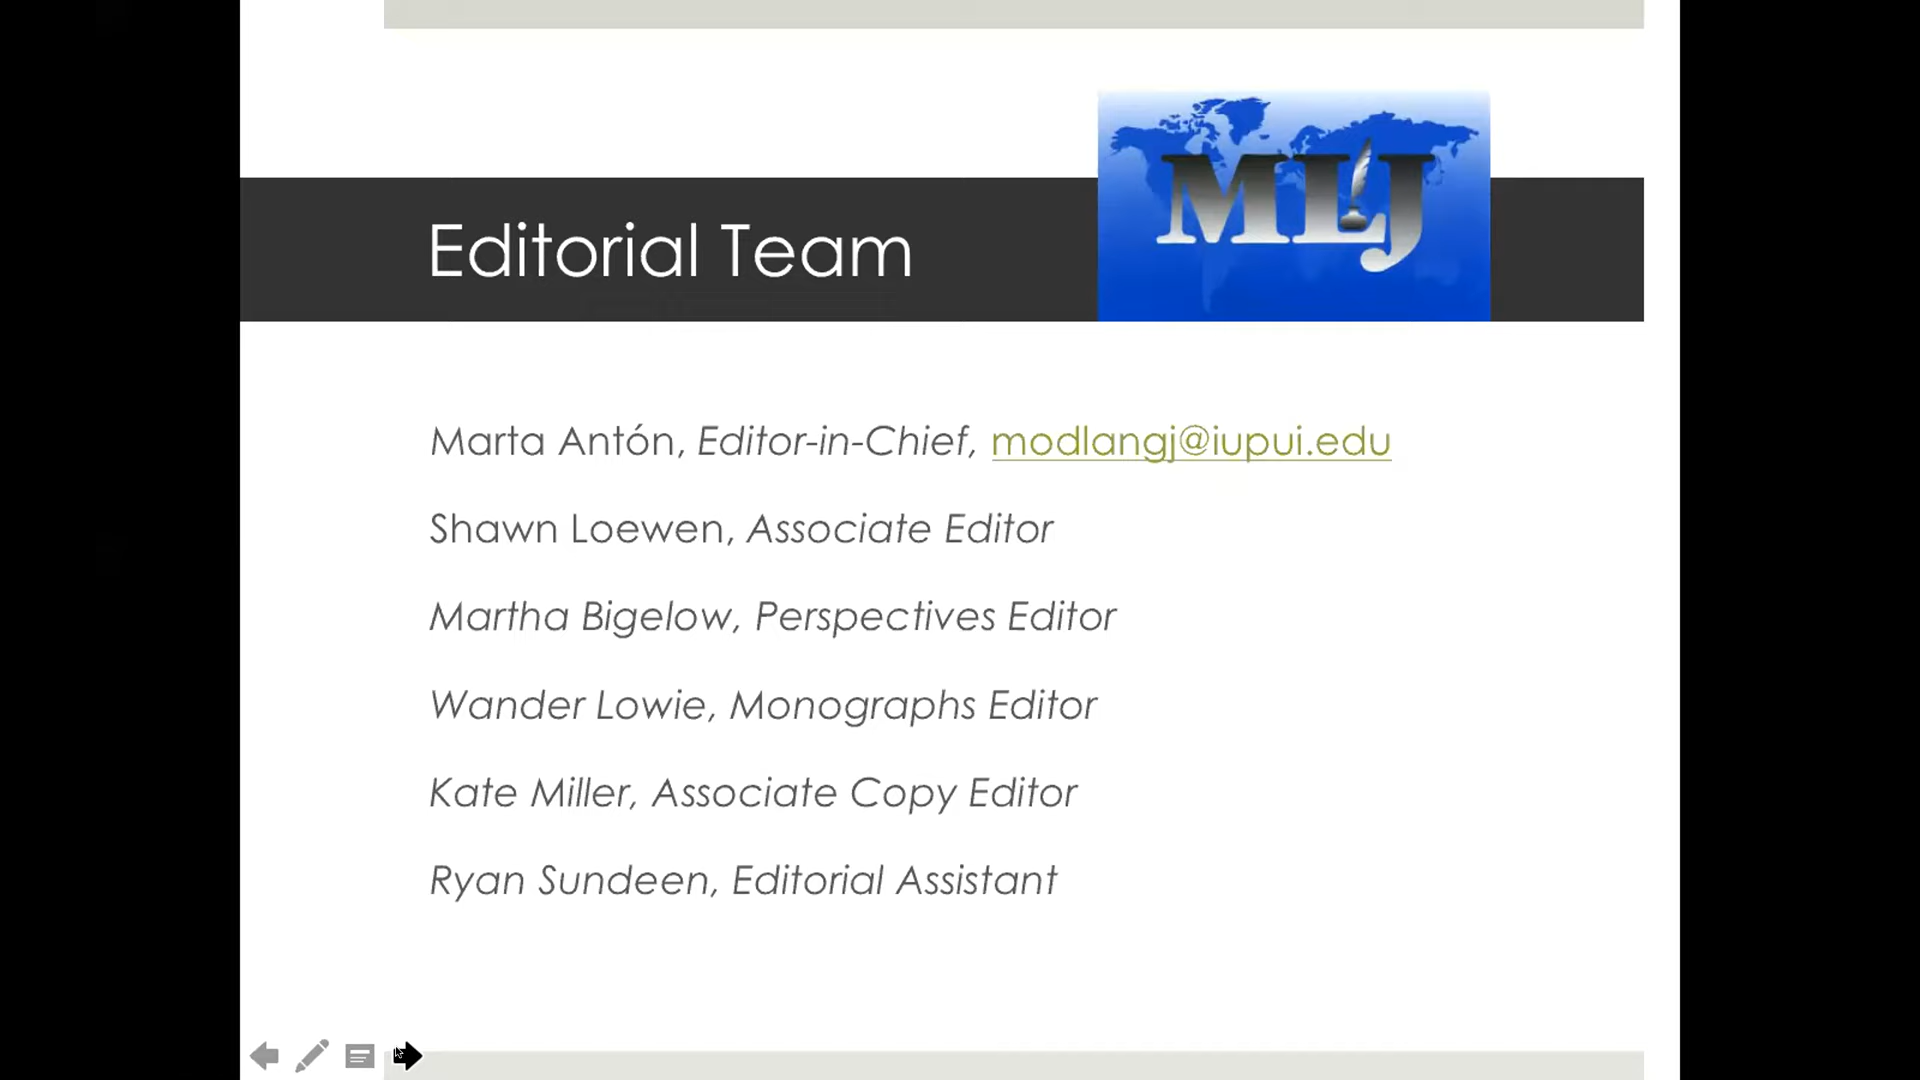 MLJ
Editorial Team
Marta Antón, Editor-in-Chief, modlangj@iupui.edu
Shawn Loewen, Associate Editor
Martha Bigelow, Perspectives Editor
Wander Lowie, Monographs Editor
Kate Miller, Associate Copy Editor
Ryan Sundeen, Editorial Assistant